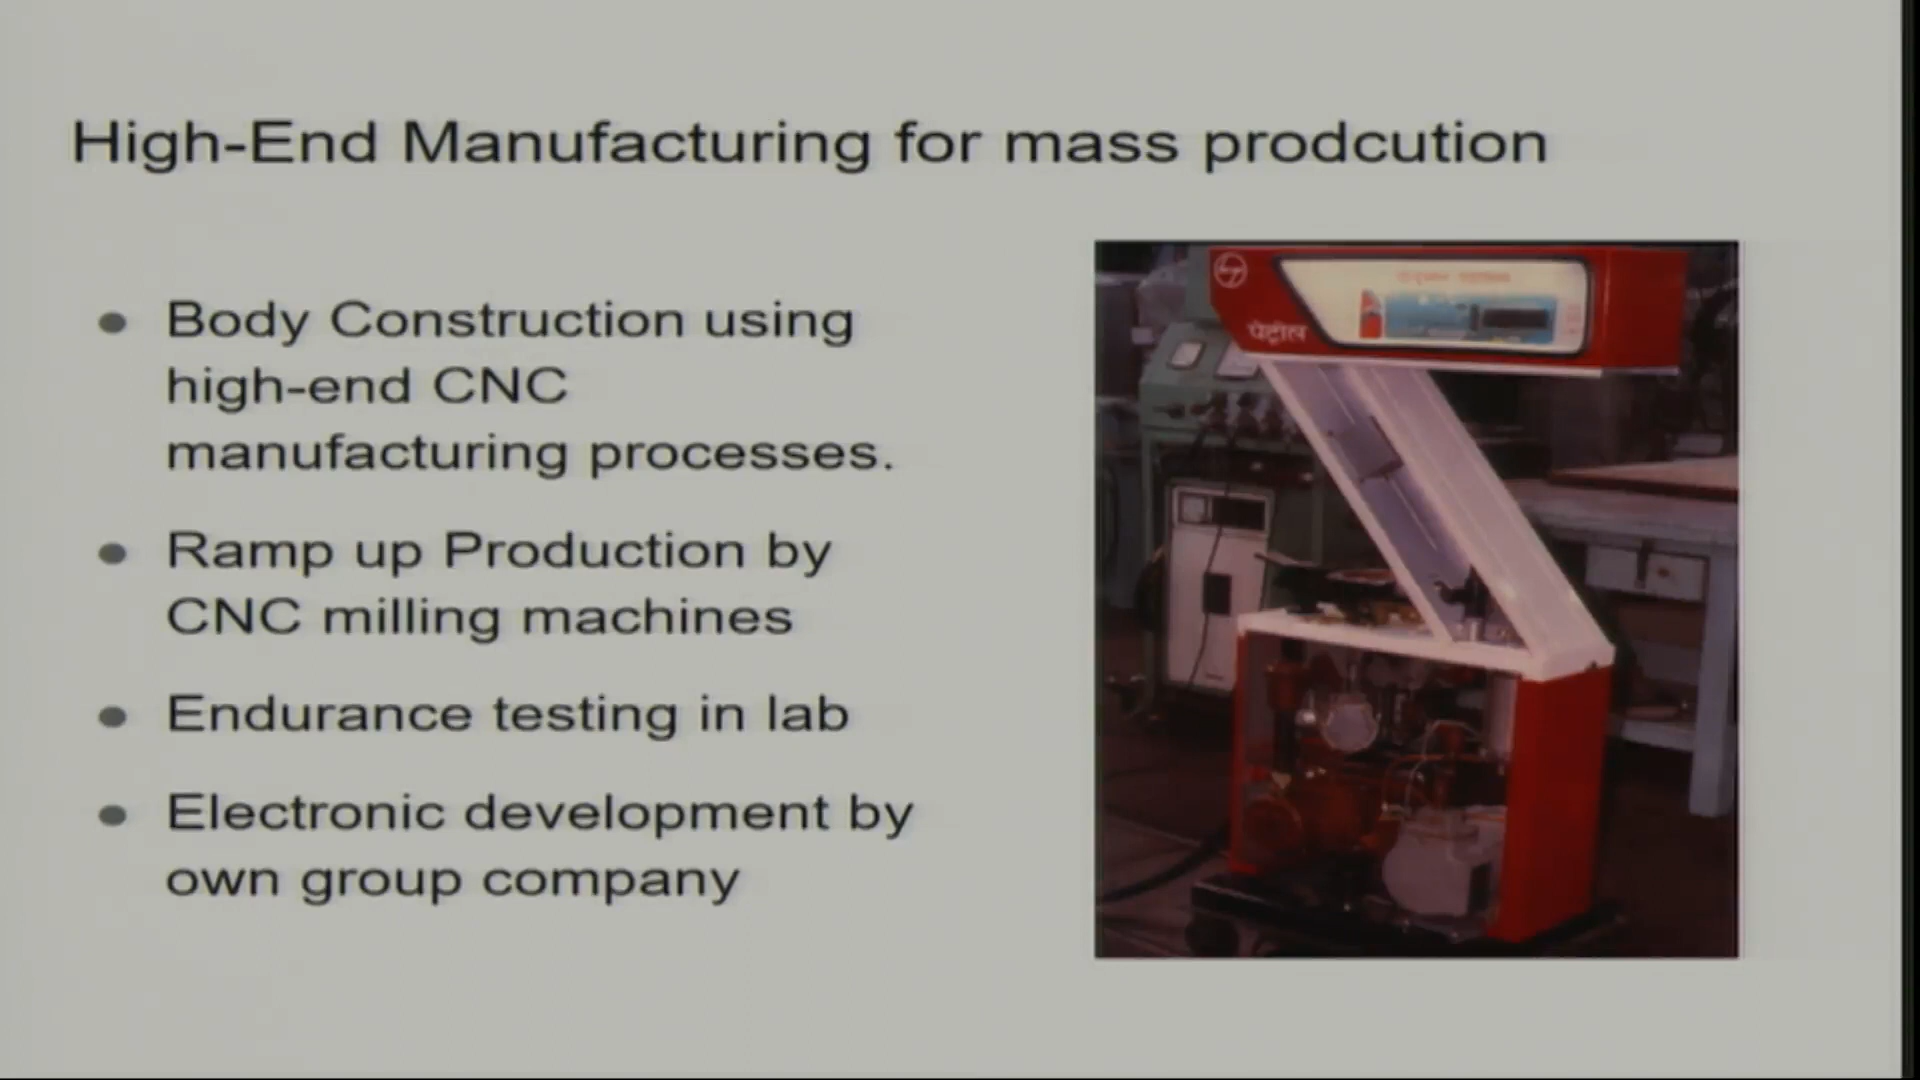 High-End Manufacturing for mass prodcution
Body Construction using
high-end CNC
manufacturing processes.
Ramp up Production by
CNC milling machines
Endurance testing in lab
Electronic development by
own group company
पेट्रोल